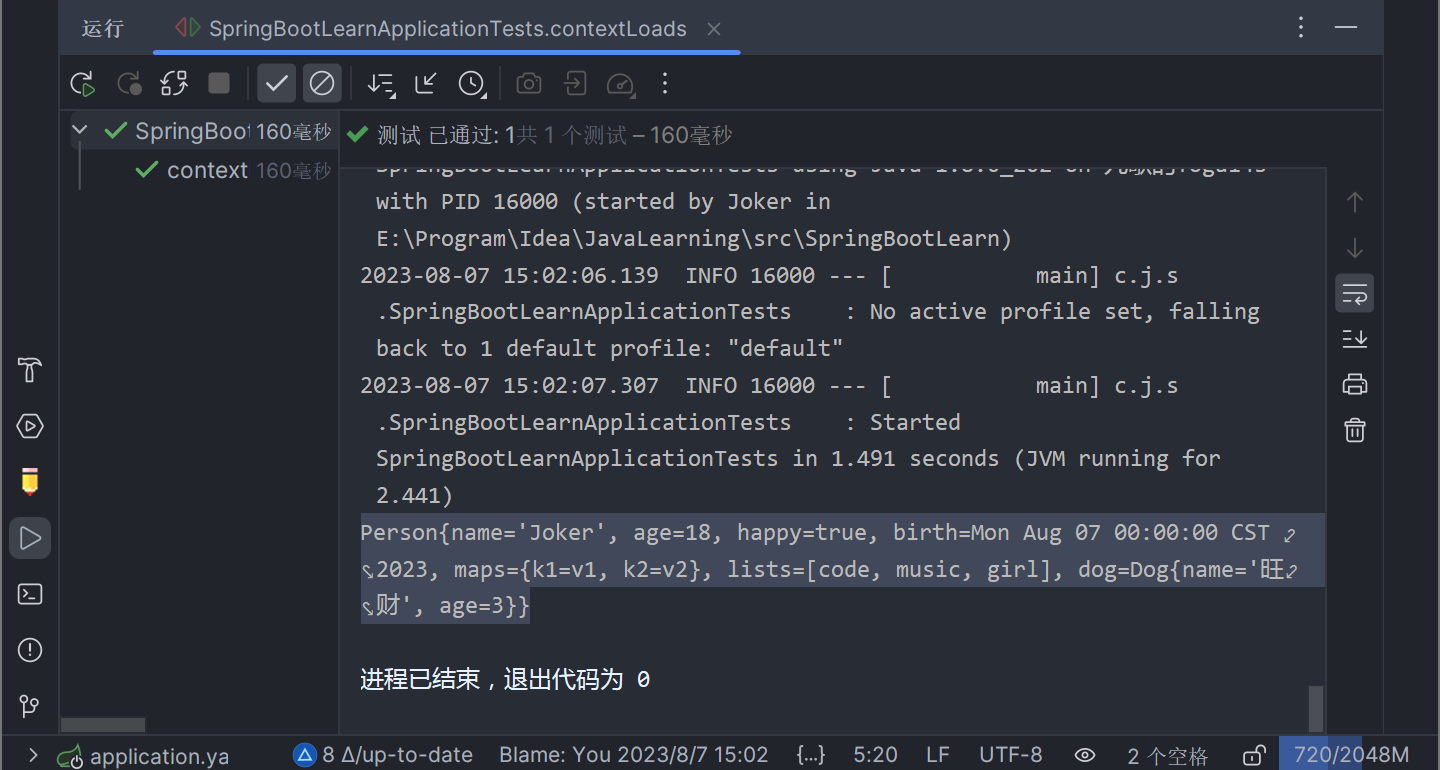 运行
SpringBootLearnApplicationTests.contextLoads
SpringBoot 160毫秒
context 160毫秒
测试 已通过: 1共 1 个测试 – 160毫秒
SpringBootLearnApplicationTests using Java
with PID 16000 (started by Joker in
E:\Program\Idea\JavaLearning\src\SpringBootLearn)
2023-08-07 15:02:06.139  INFO 16000 --- [           main] c.j.s
.SpringBootLearnApplicationTests    : No active profile set, falling
back to 1 default profile: "default"
2023-08-07 15:02:07.307  INFO 16000 --- [           main] c.j.s
.SpringBootLearnApplicationTests    : Started
SpringBootLearnApplicationTests in 1.491 seconds (JVM running for
2.441)
Person{name='Joker', age=18, happy=true, birth=Mon Aug 07 00:00:00 CST
2023, maps={k1=v1, k2=v2}, lists=[code, music, girl], dog=Dog{name='旺
财', age=3}}
进程已结束，退出代码为 0
application.ya
8 Δ/up-to-date
Blame: You 2023/8/7 15:02
{...}
5:20
LF
UTF-8
2 个空格
720/2048M